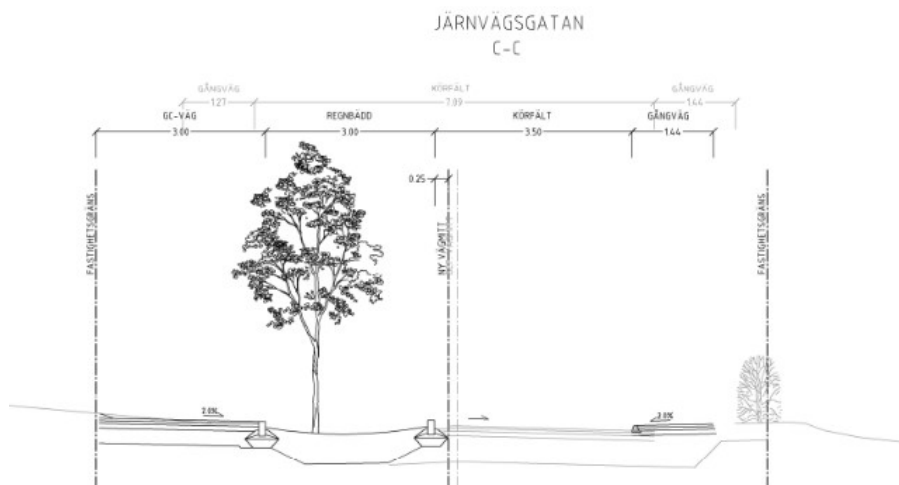 JÄRNVÄGSGATAN
C-C
GÅNGVÄG
1.27
KÖRFÄLT
7.09
GÅNGVÄG
1.44
GC-VÄG
3.00
REGNBÄDD
3.00
KÖRFÄLT
3.50
GÅNGVÄG
1.44
0.25
FASTIGHETSGRÄNS
NY VÄGMITT
FASTIGHETSGRÄNS
2.0%
2.0%